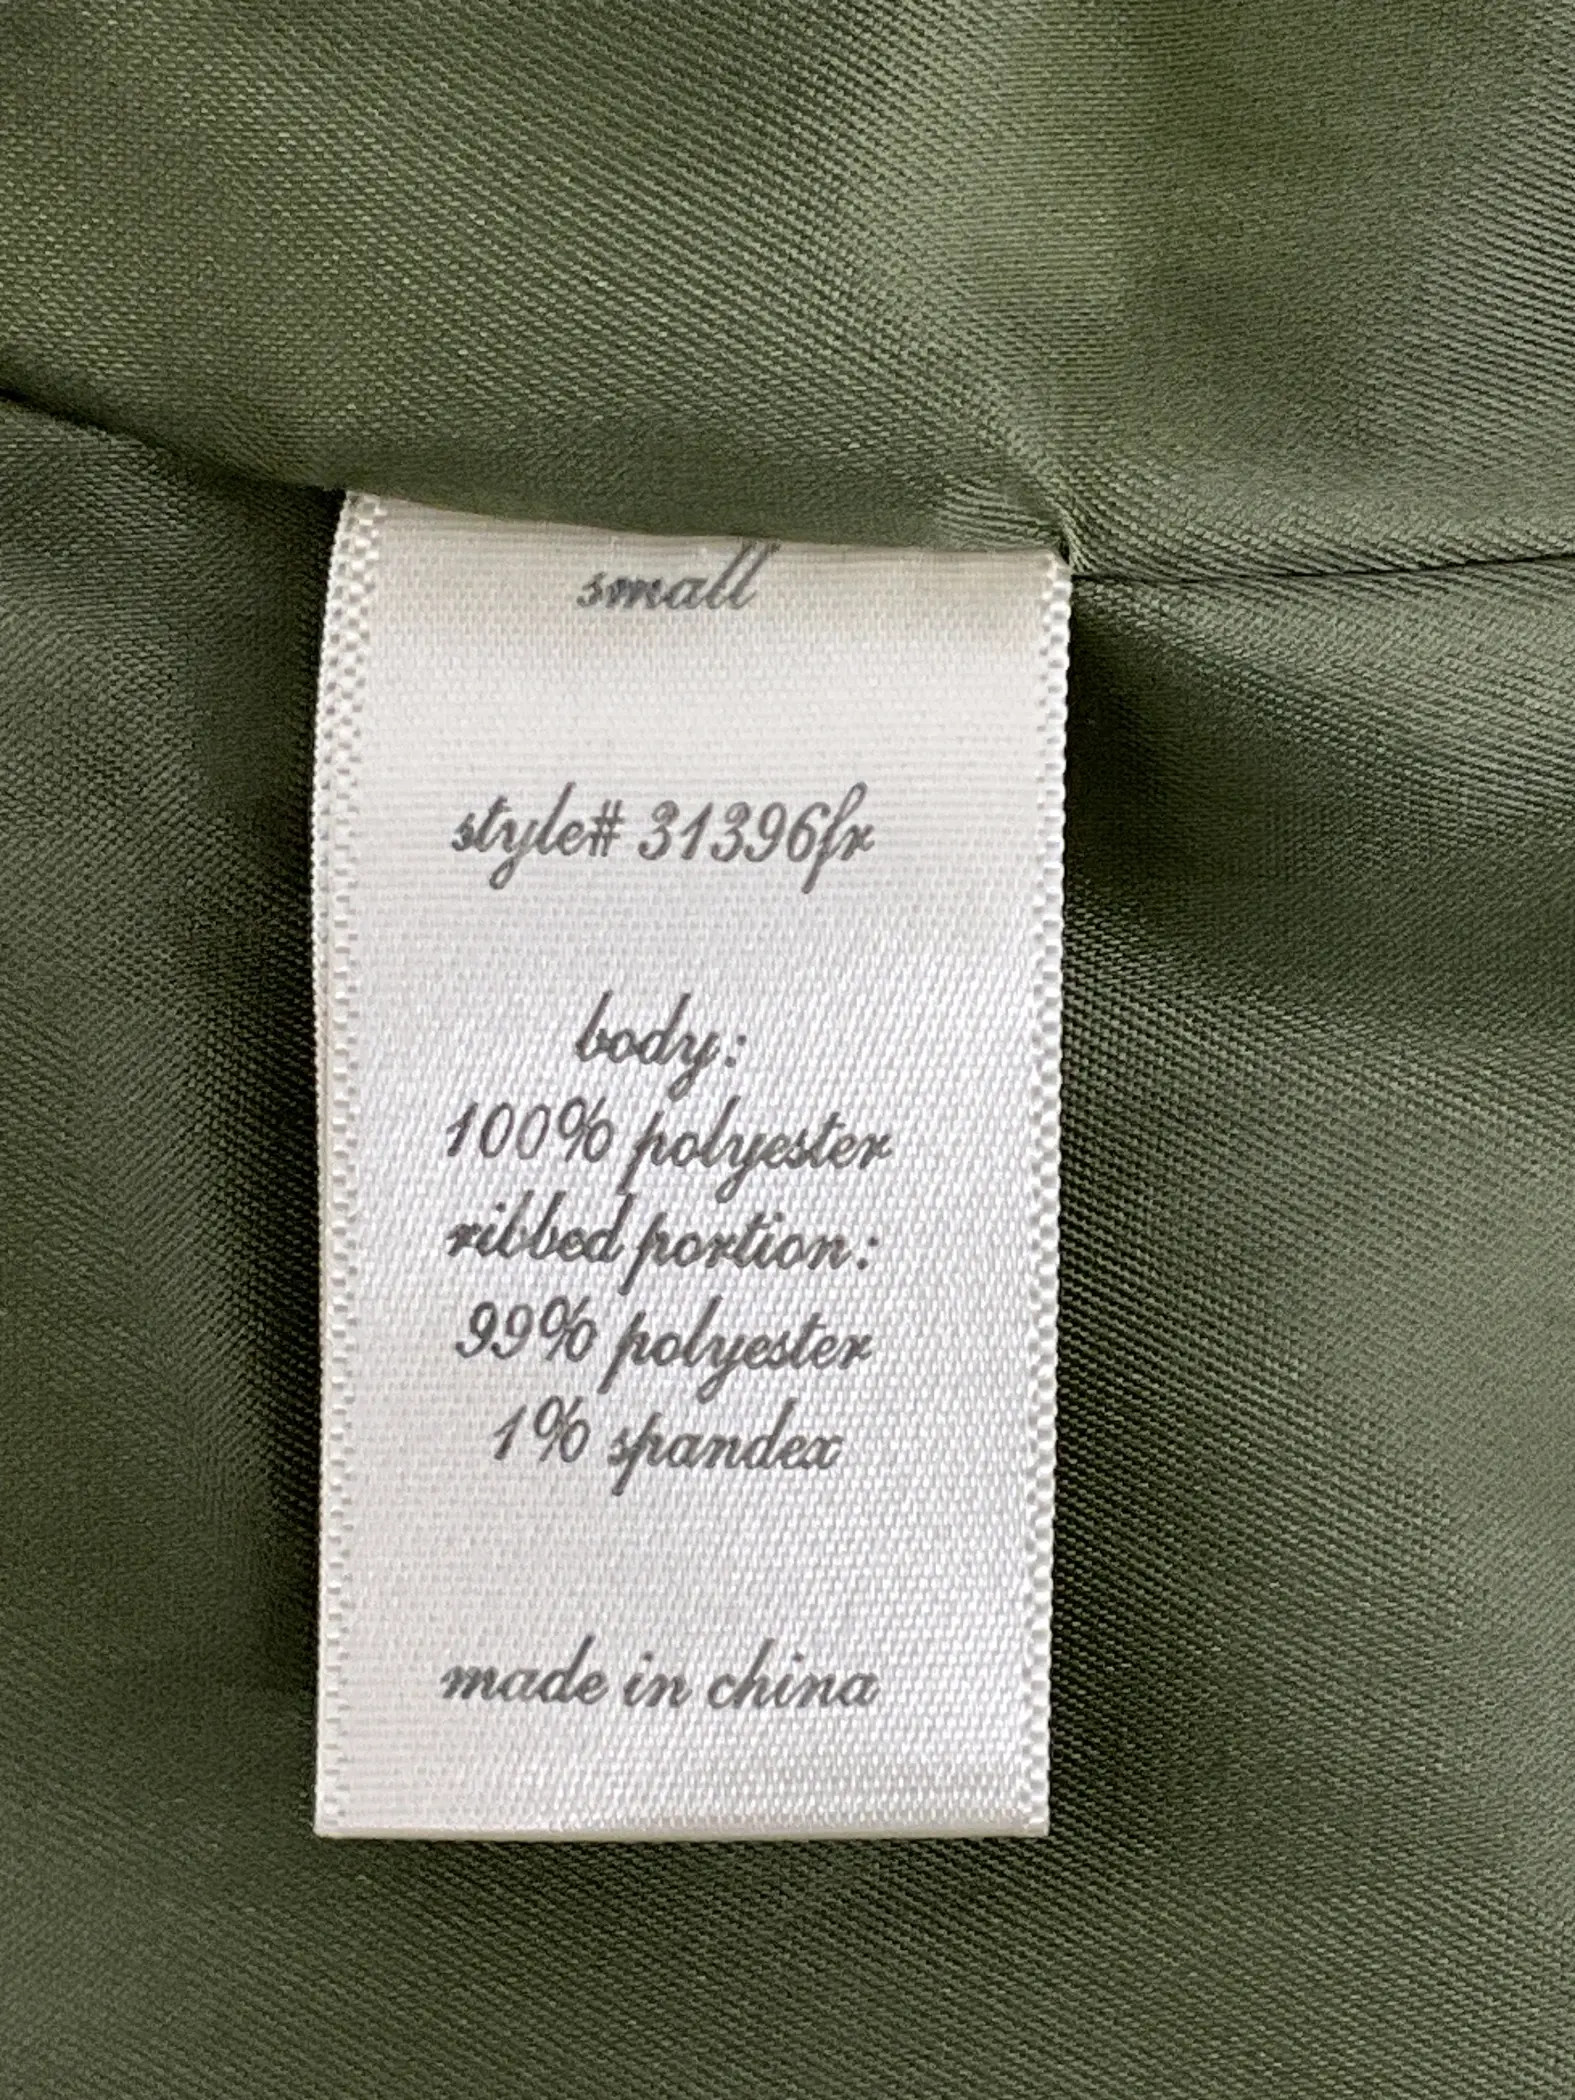 small
style# 31396fr
body:
100% polyester
ribbed portion:
99% polyester
1% spandex
made in china